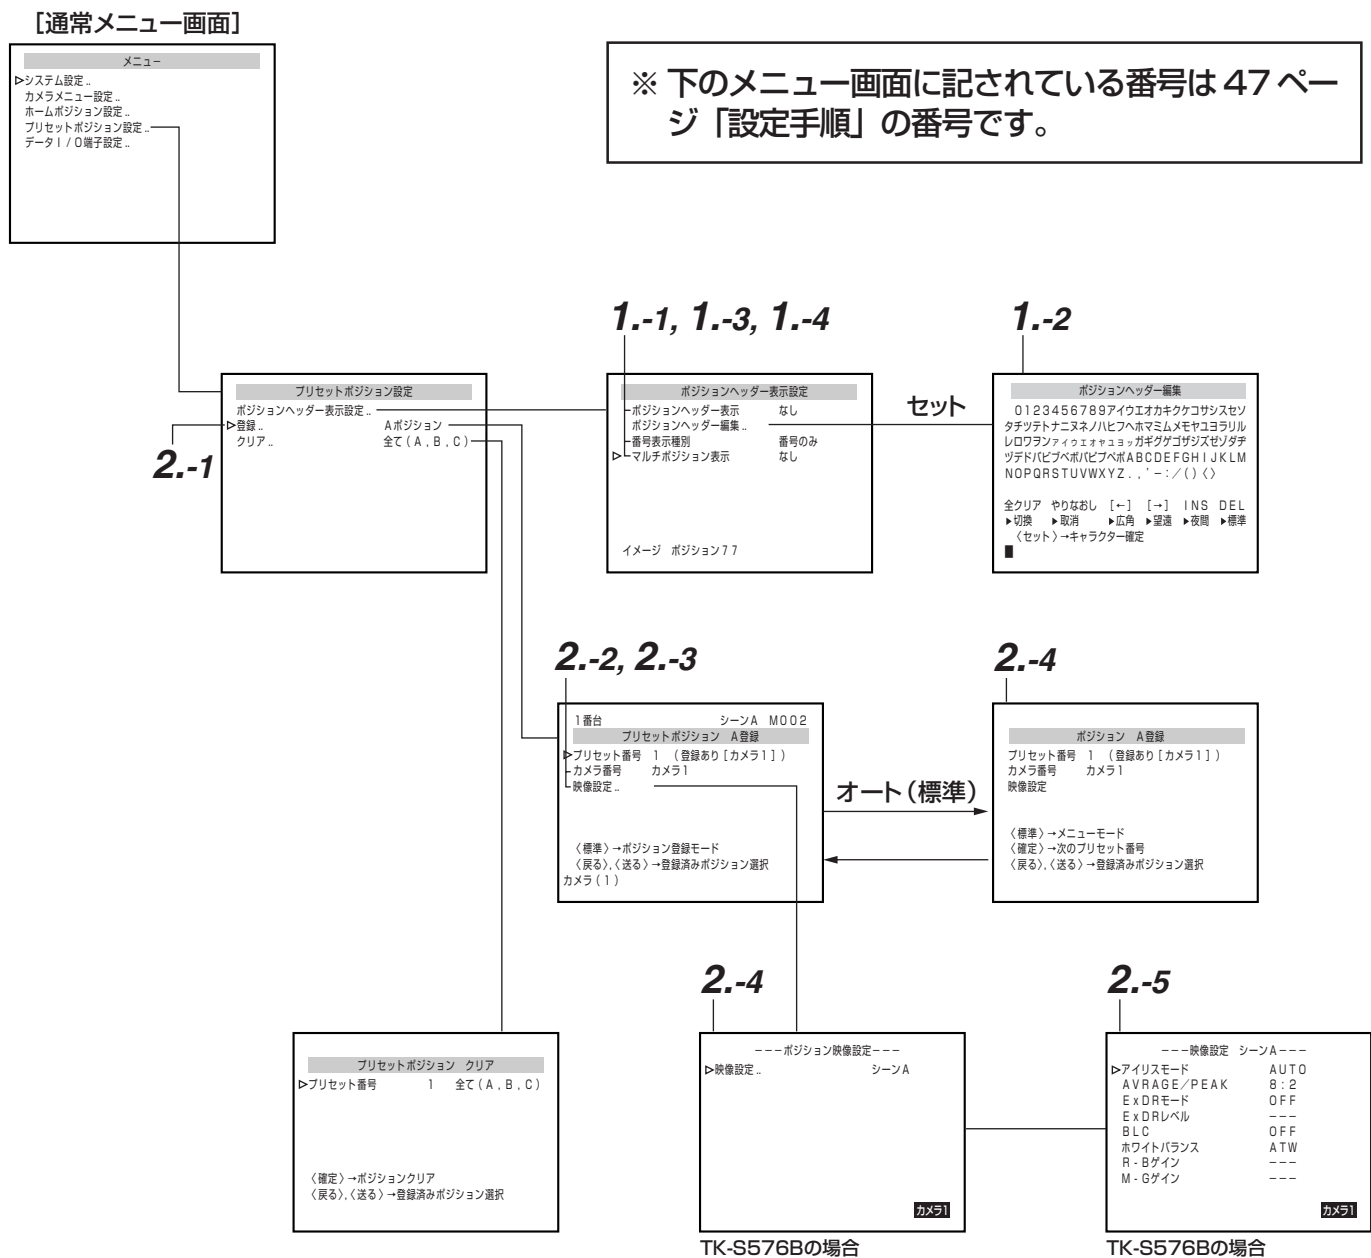 [通常メニュー画面]
メニュー
▷システム設定..
カメラメニュー設定..
ホームポジション設定..
プリセットポジション設定..
データI/O端子設定..
※ 下のメニュー画面に記されている番号は 47 ペー
ジ「設定手順」の番号です。
1.-1, 1.-3, 1.-4
1.-2
プリセットポジション設定
ポジションヘッダー表示設定..
▷登録.. Aポジション
クリア.. 全て(A,B,C)
2.-1
ポジションヘッダー表示設定
ポジションヘッダー表示 なし
ポジションヘッダー編集..
番号表示種別 番号のみ
▷マルチポジション表示 なし
イメージ ポジション77
セット
ポジションヘッダー編集
0123456789アイウエオカキクケコサシスセソ
タチツテトナニヌネノハヒフヘホマミムメモヤユヨラリル
レロワヲンァィゥェォャュョッガギグゲゴザジズゼゾダヂ
ヅデドバビブベボパピプペポABCDEFGHIJKLM
NOPQRSTUVWXYZ.,'-:/()〈〉
全クリア やりなおし [←] [→] INS DEL
▶切換 ▶取消 ▶広角 ▶望遠 ▶夜間 ▶標準
〈セット〉→キャラクター確定
2.-2, 2.-3
2.-4
1番台 シーンA M002
プリセットポジション A登録
▷プリセット番号 1 (登録あり[カメラ1])
カメラ番号 カメラ1
映像設定..
〈標準〉→ポジション登録モード
〈戻る〉,〈送る〉→登録済みポジション選択
カメラ(1)
オート(標準)
ポジション A登録
プリセット番号 1 (登録あり[カメラ1])
カメラ番号 カメラ1
映像設定
〈標準〉→メニューモード
〈確定〉→次のプリセット番号
〈戻る〉,〈送る〉→登録済みポジション選択
2.-4
2.-5
プリセットポジション クリア
▷プリセット番号 1 全て(A,B,C)
〈確定〉→ポジションクリア
〈戻る〉,〈送る〉→登録済みポジション選択
---ポジション映像設定---
▷映像設定.. シーンA
カメラ1
TK-S576Bの場合
---映像設定 シーンA---
▷アイリスモード AUTO
AVRAGE/PEAK 8:2
ExDRモード OFF
ExDRレベル ---
BLC OFF
ホワイトバランス ATW
R-Bゲイン ---
M-Gゲイン ---
カメラ1
TK-S576Bの場合